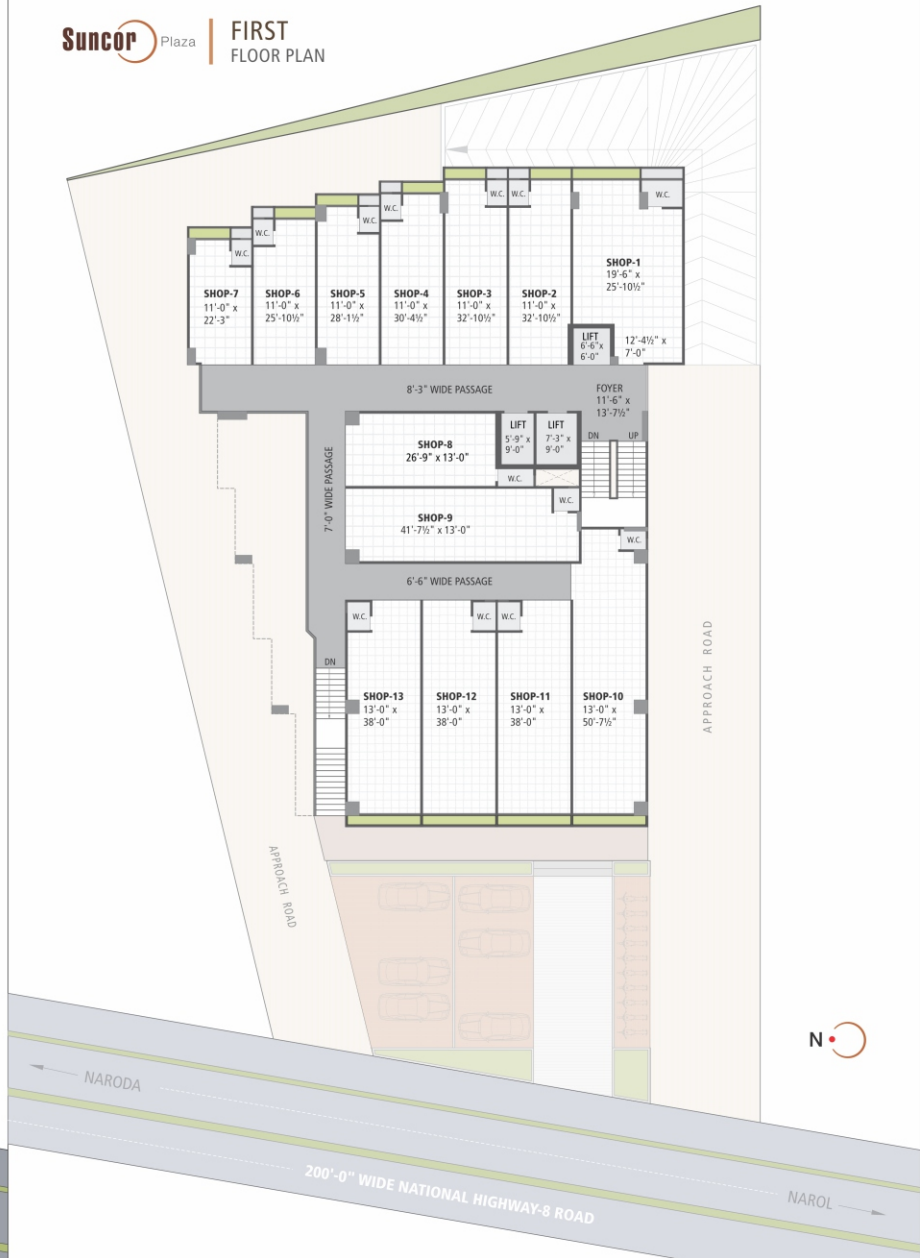 Suncor Plaza
FIRST
FLOOR PLAN
W.C.
W.C.
W.C.
W.C.
W.C.
W.C.
W.C.
SHOP-1
19'-6" x
25'-10½"
SHOP-7
11'-0" x
22'-3"
SHOP-6
11'-0" x
25'-10½"
SHOP-5
11'-0" x
28'-1½"
SHOP-4
11'-0" x
30'-4½"
SHOP-3
11'-0" x
32'-10½"
SHOP-2
11'-0" x
32'-10½"
LIFT
6'-6"x
6'-0"
12'-4½" x
7'-0"
8'-3" WIDE PASSAGE
FOYER
11'-6" x
13'-7½"
DN
UP
7'-0" WIDE PASSAGE
SHOP-8
26'-9" x 13'-0"
LIFT
5'-9" x
9'-0"
LIFT
7'-3" x
9'-0"
W.C.
W.C.
SHOP-9
41'-7½" x 13'-0"
W.C.
6'-6" WIDE PASSAGE
W.C.
W.C.
W.C.
DN
SHOP-13
13'-0" x
38'-0"
SHOP-12
13'-0" x
38'-0"
SHOP-11
13'-0" x
38'-0"
SHOP-10
13'-0" x
50'-7½"
APPROACH ROAD
APPROACH ROAD
N
NARODA
200'-0" WIDE NATIONAL HIGHWAY-8 ROAD
NAROL